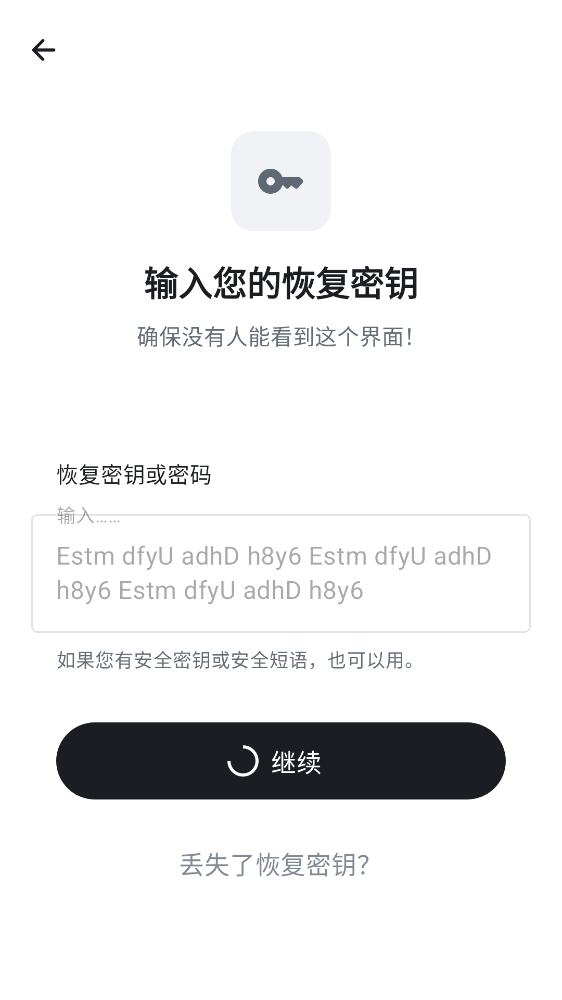 输入您的恢复密钥
确保没有人能看到这个界面！
恢复密钥或密码
输入……
Estm dfyU adhD h8y6 Estm dfyU adhD
h8y6 Estm dfyU adhD h8y6
如果您有安全密钥或安全短语，也可以用。
继续
丢失了恢复密钥？